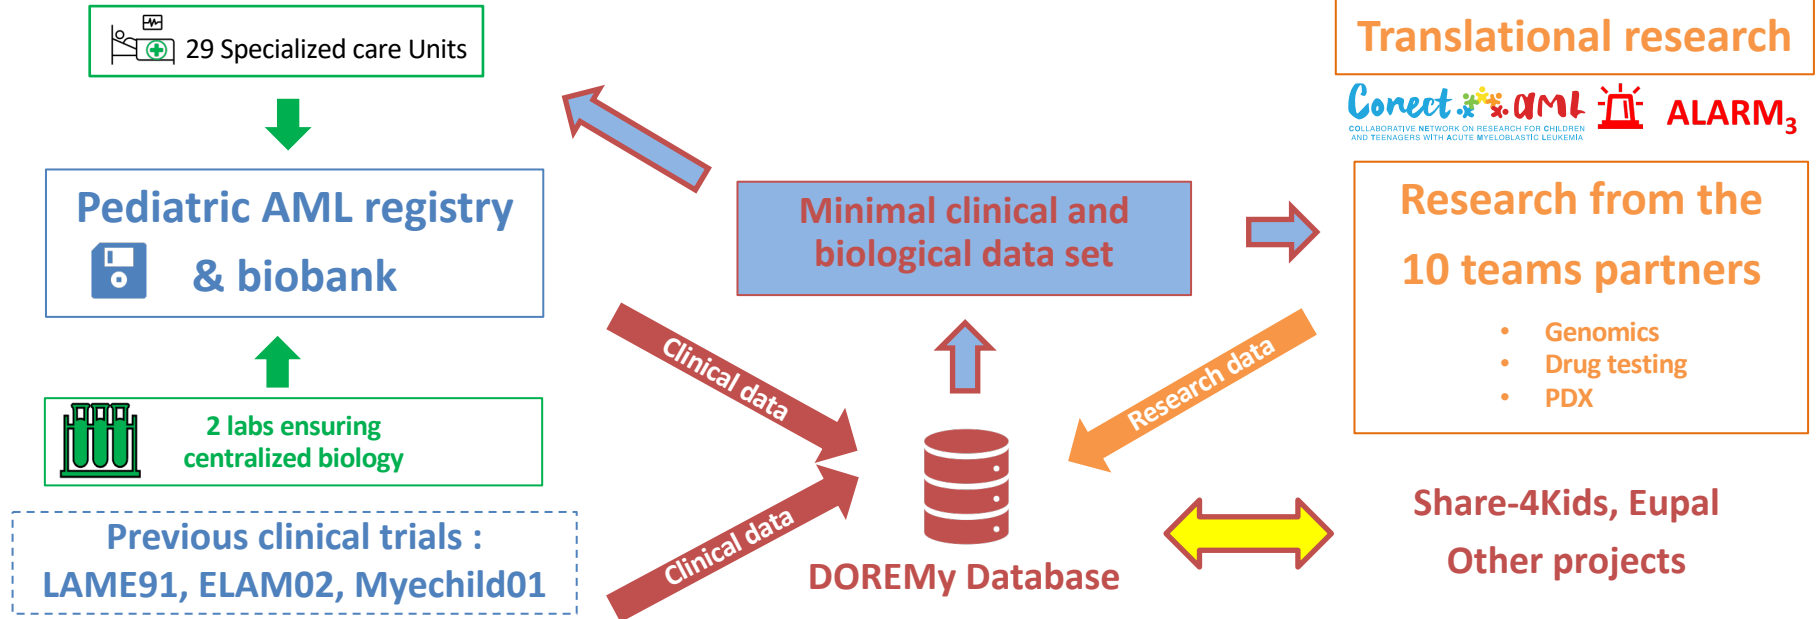 29 Specialized care Units
Pediatric AML registry
& biobank
2 labs ensuring
centralized biology
Previous clinical trials :
LAME91, ELAM02, Myechild01
Clinical data
Clinical data
Minimal clinical and
biological data set
DOREMy Database
Research data
Translational research
Conect aml
COLLABORATIVE NETWORK ON RESEARCH FOR CHILDREN
AND TEENAGERS WITH ACUTE MYELOBLASTIC LEUKEMIA
ALARM₃
Research from the
10 teams partners
• Genomics
• Drug testing
• PDX
Share-4Kids, Eupal
Other projects